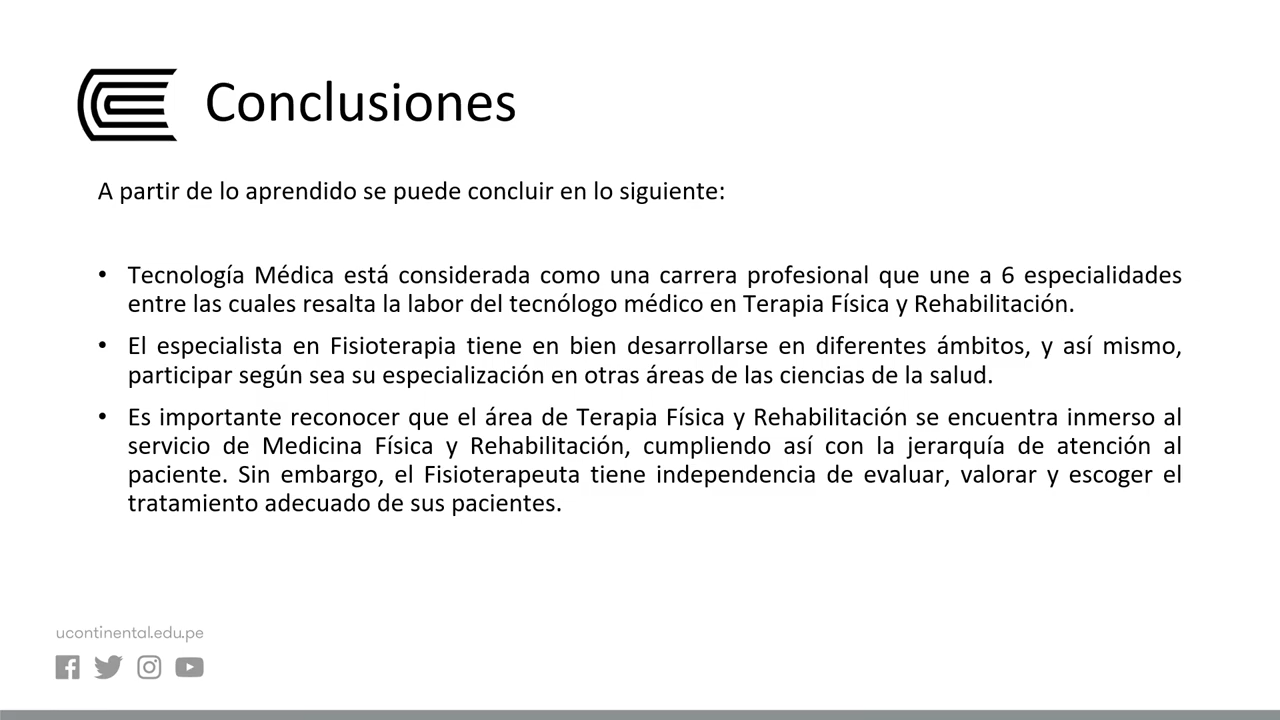 Conclusiones
A partir de lo aprendido se puede concluir en lo siguiente:
• Tecnología Médica está considerada como una carrera profesional que une a 6 especialidades
entre las cuales resalta la labor del tecnólogo médico en Terapia Física y Rehabilitación.
• El especialista en Fisioterapia tiene en bien desarrollarse en diferentes ámbitos, y así mismo,
participar según sea su especialización en otras áreas de las ciencias de la salud.
• Es importante reconocer que el área de Terapia Física y Rehabilitación se encuentra inmerso al
servicio de Medicina Física y Rehabilitación, cumpliendo así con la jerarquía de atención al
paciente. Sin embargo, el Fisioterapeuta tiene independencia de evaluar, valorar y escoger el
tratamiento adecuado de sus pacientes.
ucontinental.edu.pe